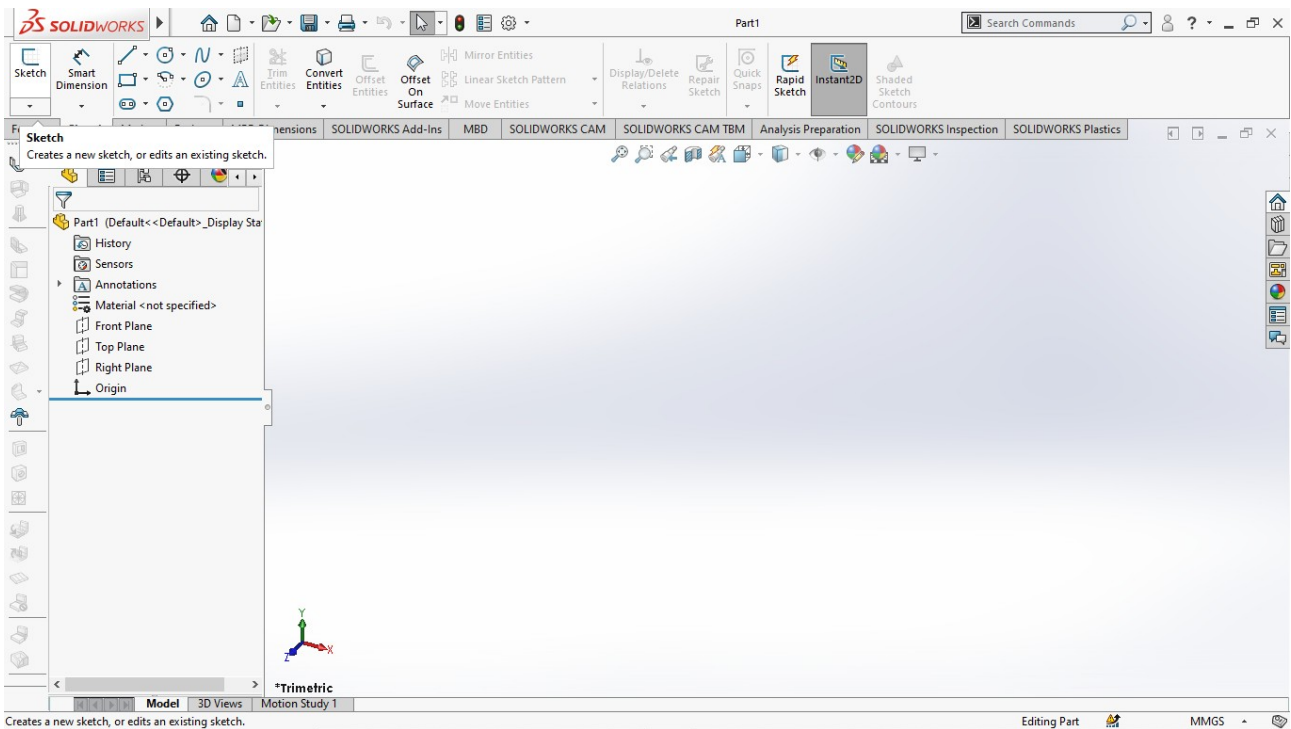 SOLIDWORKS
Part1
Search Commands
?
Sketch
Smart Dimension
Trim Entities
Convert Entities
Offset Entities
Offset On Surface
Mirror Entities
Linear Sketch Pattern
Move Entities
Display/Delete Relations
Repair Sketch
Quick Snaps
Rapid Sketch
Instant2D
Shaded Sketch Contours
SOLIDWORKS Add-Ins
MBD
SOLIDWORKS CAM
SOLIDWORKS CAM TBM
Analysis Preparation
SOLIDWORKS Inspection
SOLIDWORKS Plastics
Sketch
Creates a new sketch, or edits an existing sketch.
Part1 (Default<<Default>_Display Sta
History
Sensors
Annotations
Material <not specified>
Front Plane
Top Plane
Right Plane
Origin
Y
X
Z
*Trimetric
Model
3D Views
Motion Study 1
Creates a new sketch, or edits an existing sketch.
Editing Part
MMGS